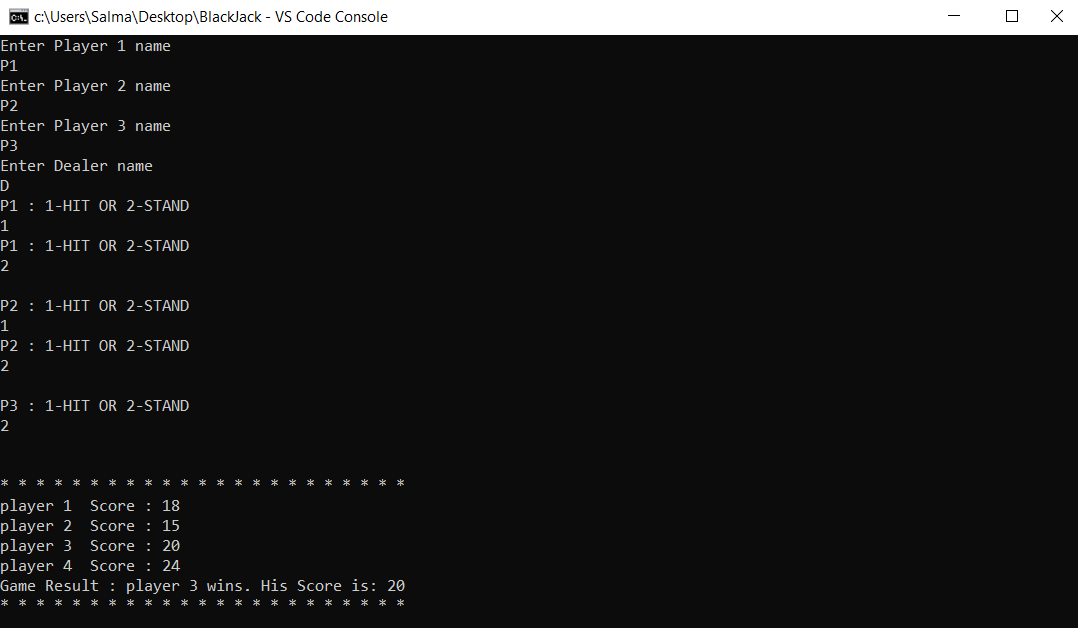 c:\Users\Salma\Desktop\BlackJack - VS Code Console
Enter Player 1 name
P1
Enter Player 2 name
P2
Enter Player 3 name
P3
Enter Dealer name
D
P1 : 1-HIT OR 2-STAND
1
P1 : 1-HIT OR 2-STAND
2
P2 : 1-HIT OR 2-STAND
1
P2 : 1-HIT OR 2-STAND
2
P3 : 1-HIT OR 2-STAND
2
* * * * * * * * * * * * * * * * * * * * * * *
player 1  Score : 18
player 2  Score : 15
player 3  Score : 20
player 4  Score : 24
Game Result : player 3 wins. His Score is: 20
* * * * * * * * * * * * * * * * * * * * * * *